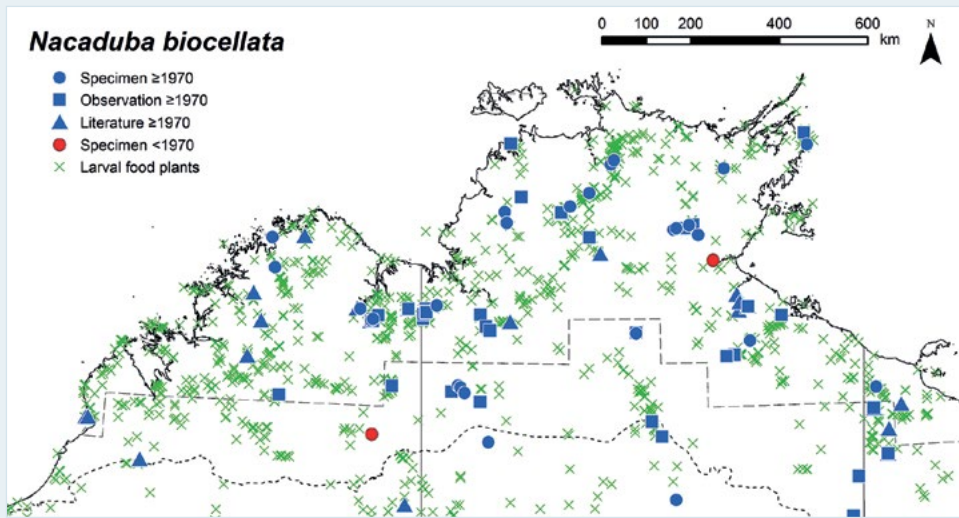 Nacaduba biocellata
Specimen ≥1970
Observation ≥1970
Literature ≥1970
Specimen <1970
Larval food plants
0 100 200 400 600
km
N